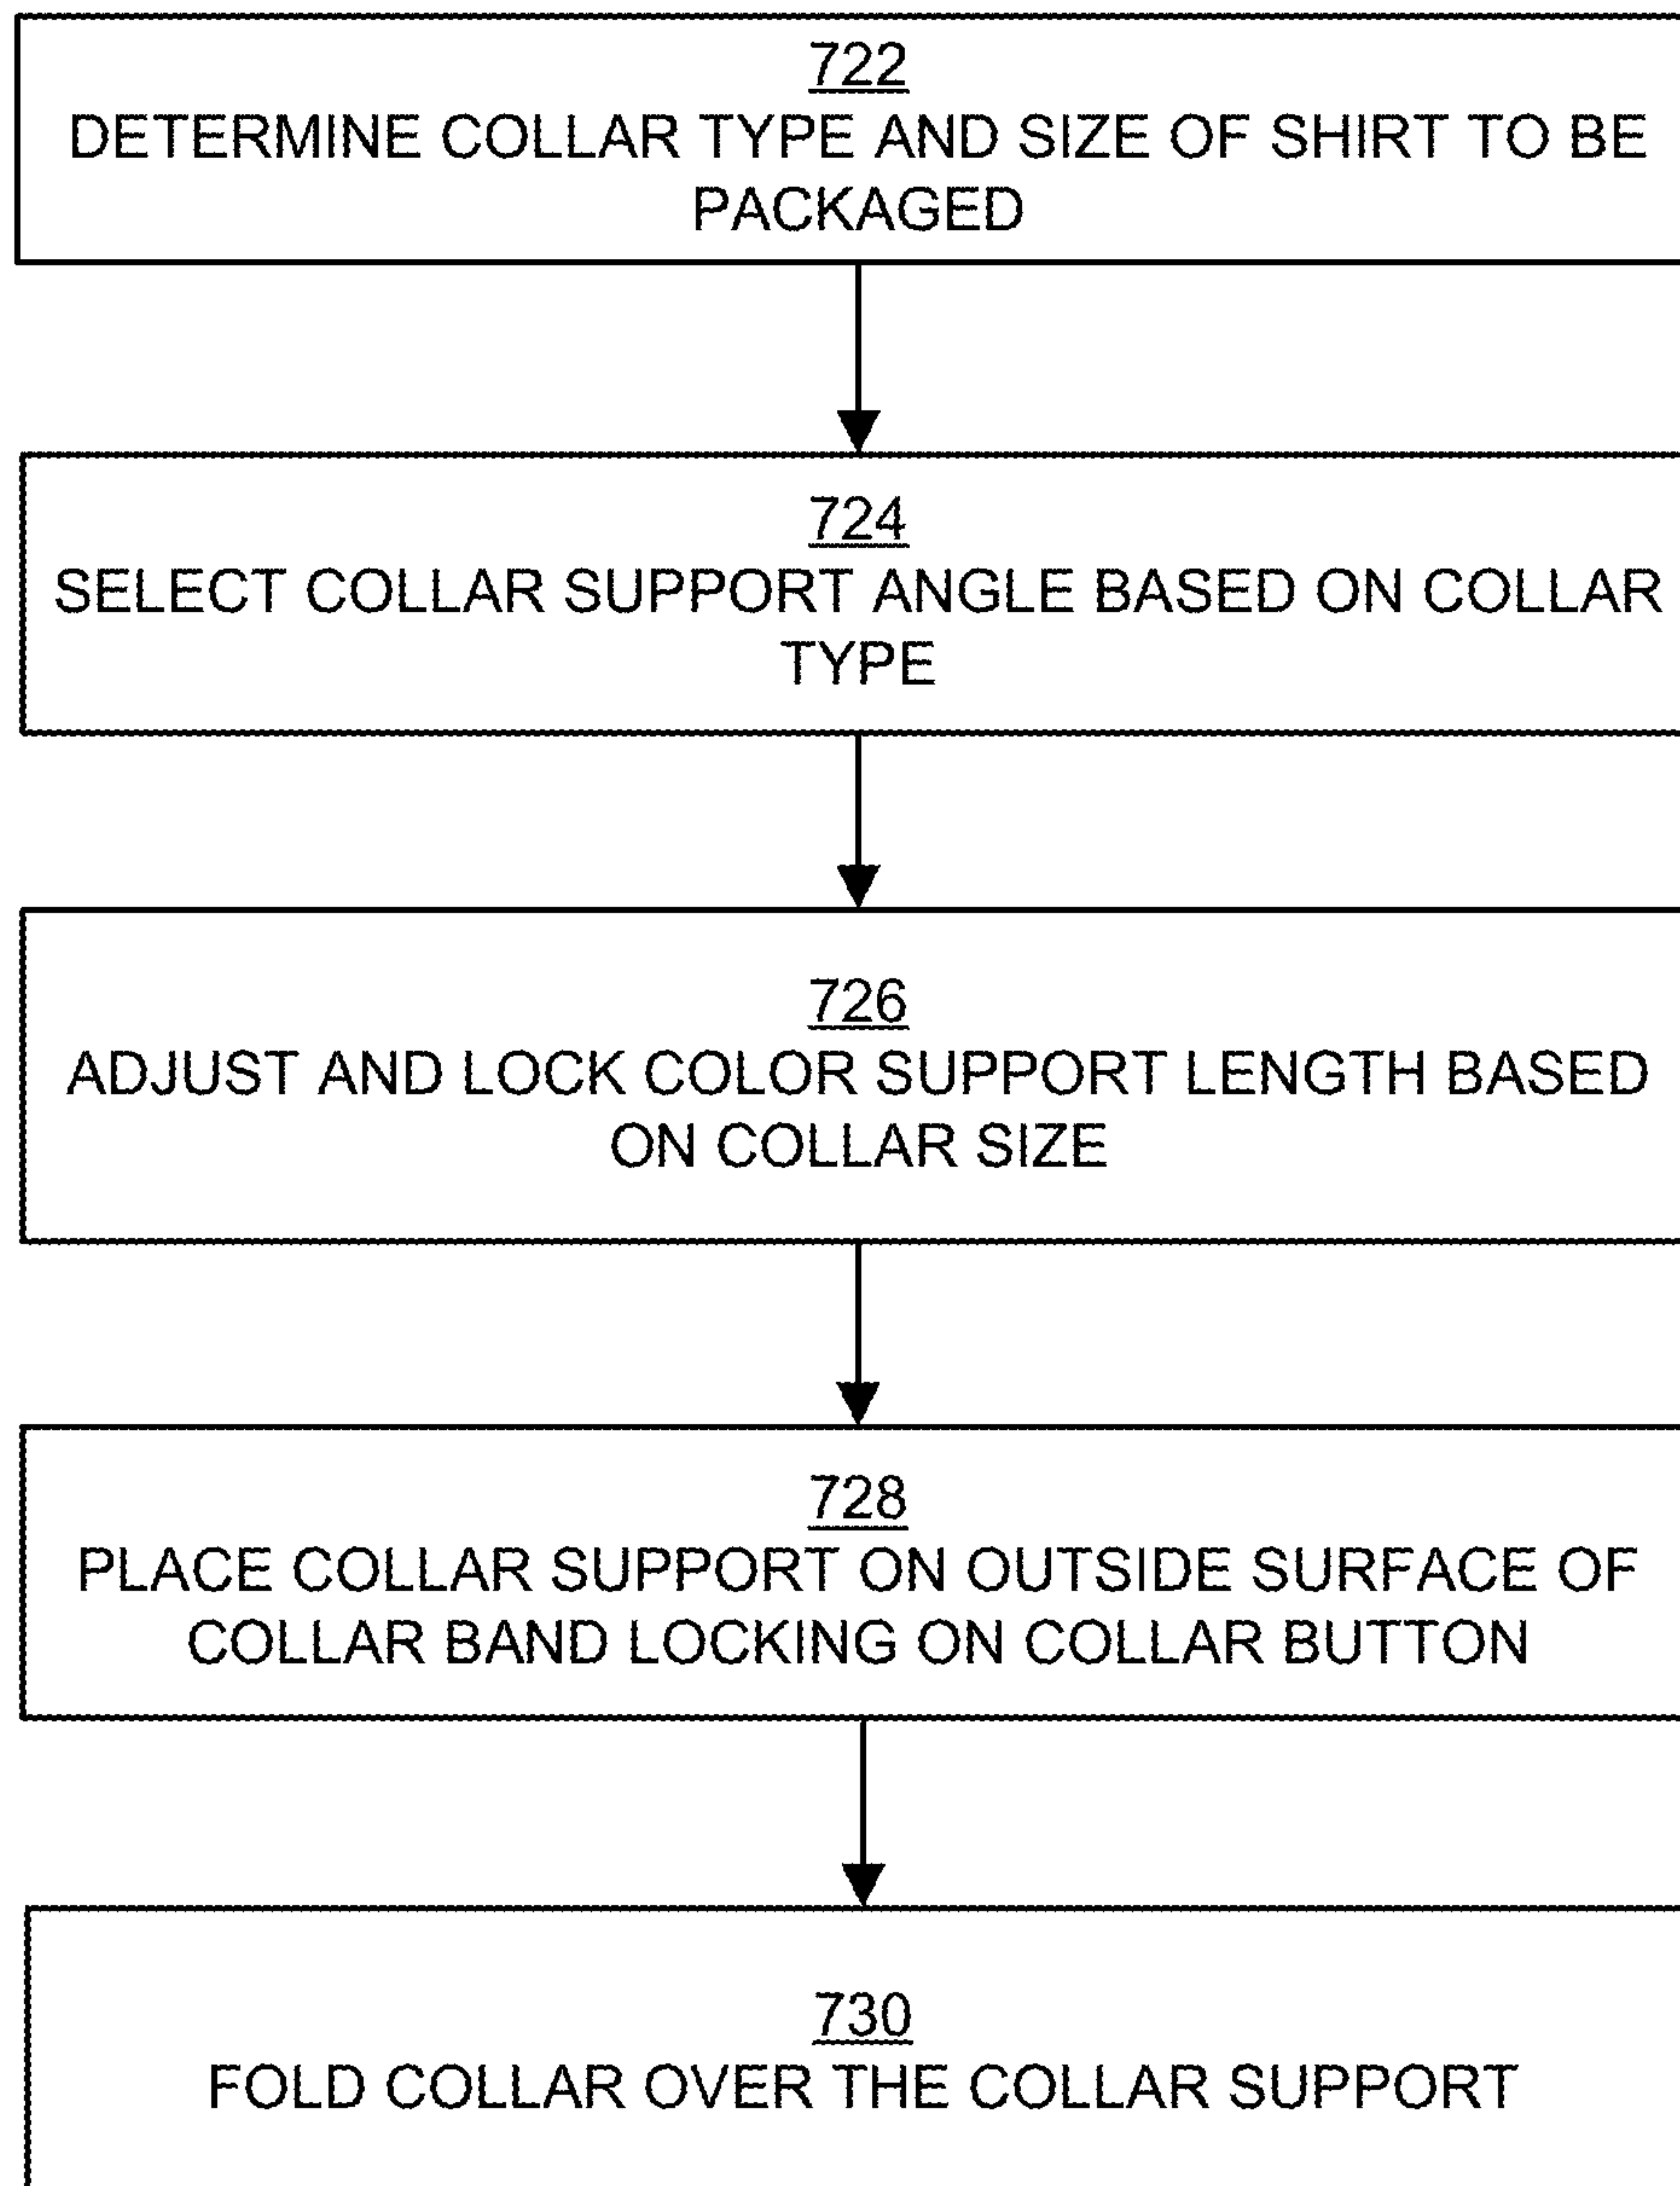 722
DETERMINE COLLAR TYPE AND SIZE OF SHIRT TO BE
PACKAGED
724
SELECT COLLAR SUPPORT ANGLE BASED ON COLLAR
TYPE
726
ADJUST AND LOCK COLOR SUPPORT LENGTH BASED
ON COLLAR SIZE
728
PLACE COLLAR SUPPORT ON OUTSIDE SURFACE OF
COLLAR BAND LOCKING ON COLLAR BUTTON
730
FOLD COLLAR OVER THE COLLAR SUPPORT